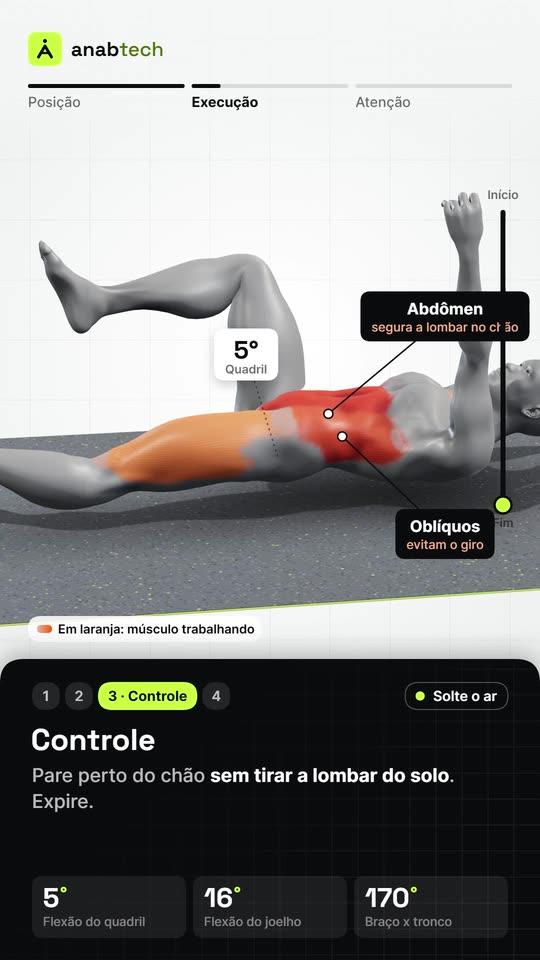 anabtech
Posição
Execução
Atenção
Início
Abdômen
segura a lombar no chão
5°
Quadril
Oblíquos
evitam o giro
Fim
Em laranja: músculo trabalhando
1
2
3 · Controle
4
Solte o ar
Controle
Pare perto do chão sem tirar a lombar do solo.
Expire.
5°
Flexão do quadril
16°
Flexão do joelho
170°
Braço x tronco